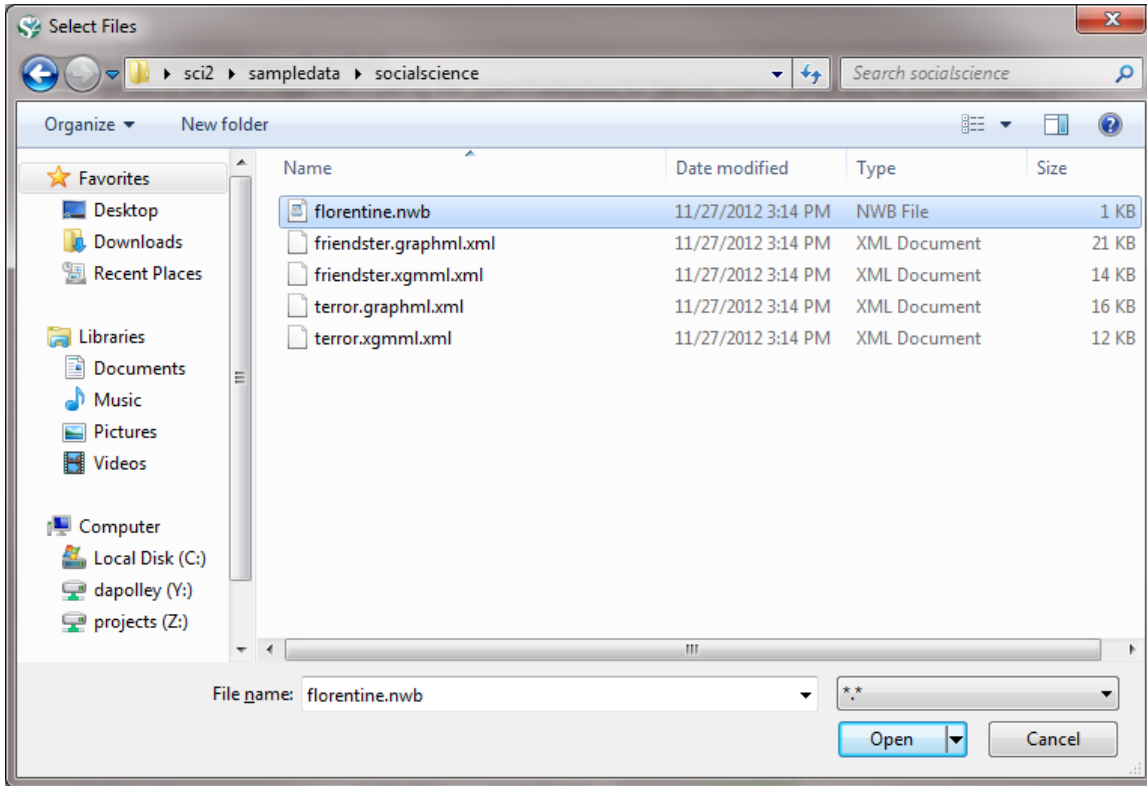 Select Files
sci2 sampledata socialscience Search socialscience
Organize New folder
Name Date modified Type Size
Favorites
Desktop
Downloads
Recent Places
Libraries
Documents
Music
Pictures
Videos
Computer
Local Disk (C:)
dapolley (Y:)
projects (Z:)
florentine.nwb 11/27/2012 3:14 PM NWB File 1 KB
friendster.graphml.xml 11/27/2012 3:14 PM XML Document 21 KB
friendster.xgmml.xml 11/27/2012 3:14 PM XML Document 14 KB
terror.graphml.xml 11/27/2012 3:14 PM XML Document 16 KB
terror.xgmml.xml 11/27/2012 3:14 PM XML Document 12 KB
File name: florentine.nwb *.*
Open Cancel